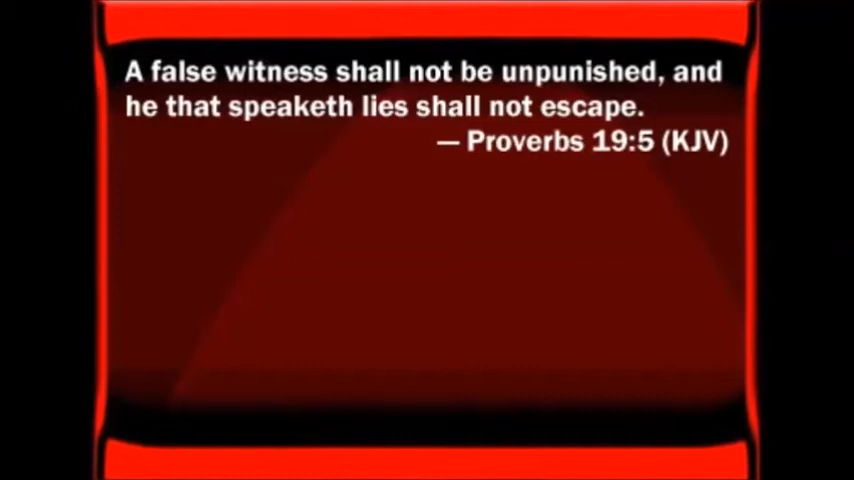 A false witness shall not be unpunished, and
he that speaketh lies shall not escape.
— Proverbs 19:5 (KJV)